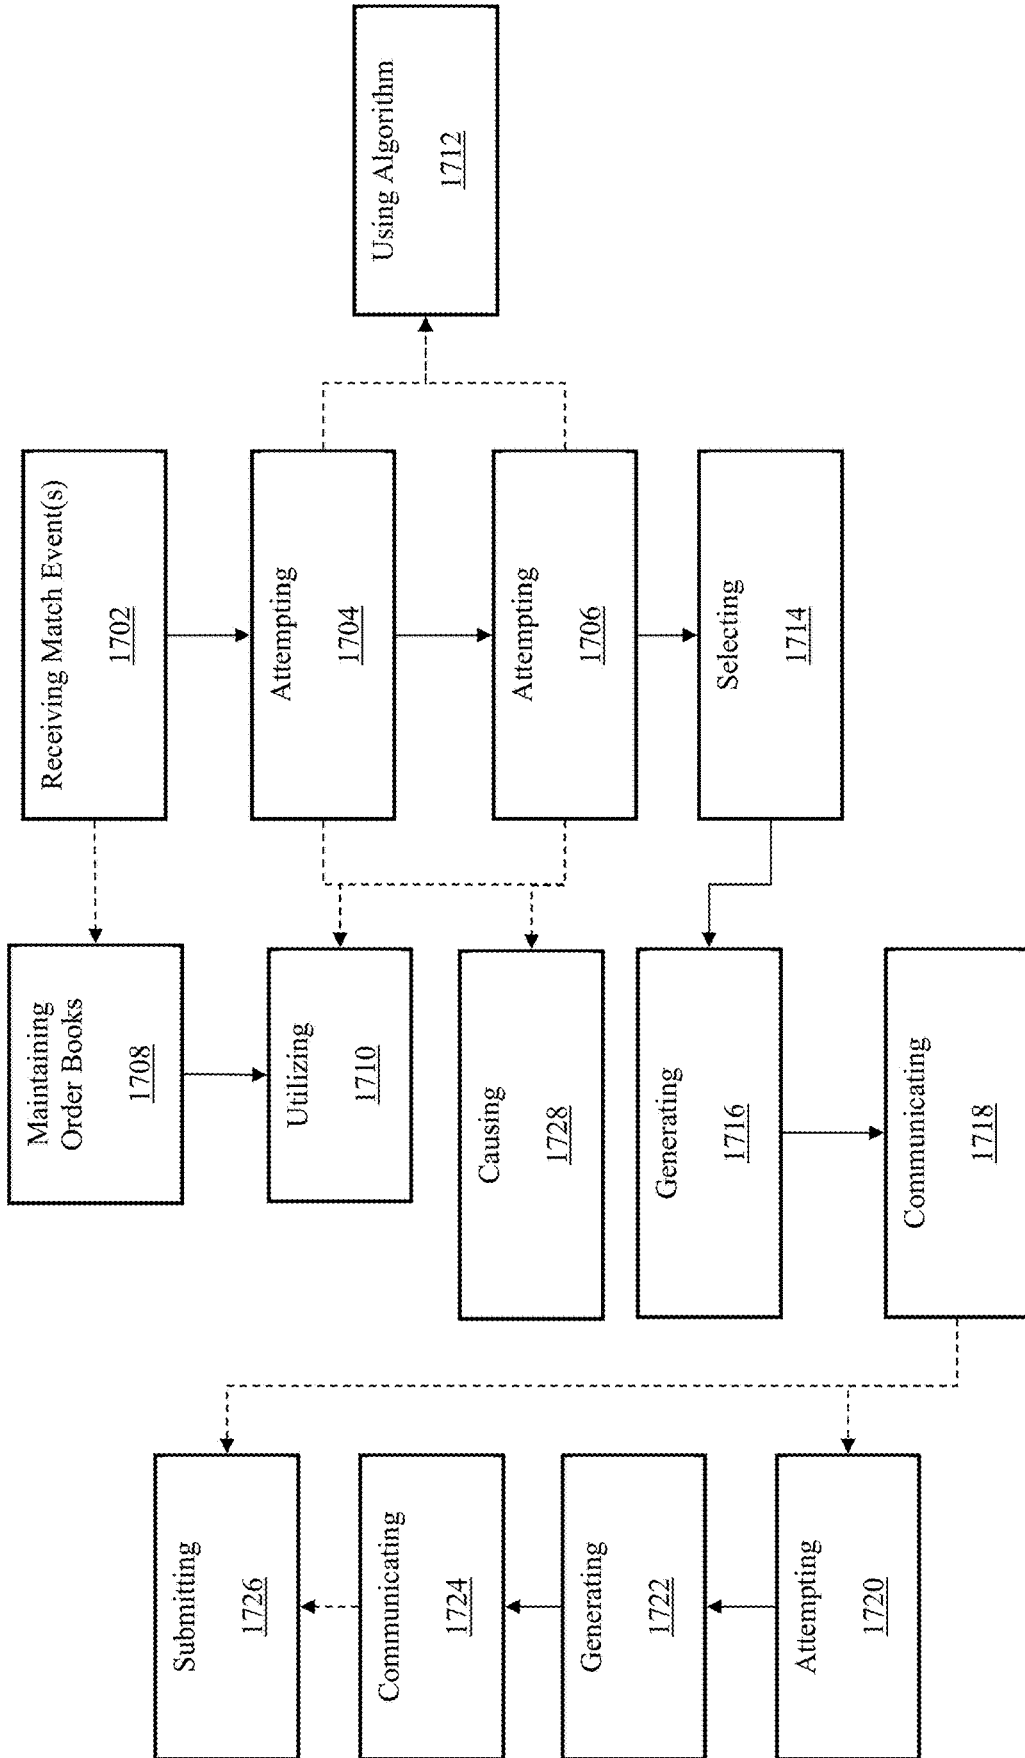 Receiving Match Event(s)
1702
Attempting
1704
Attempting
1706
Maintaining
Order Books
1708
Utilizing
1710
Using Algorithm
1712
Selecting
1714
Generating
1716
Communicating
1718
Attempting
1720
Generating
1722
Communicating
1724
Submitting
1726
Causing
1728